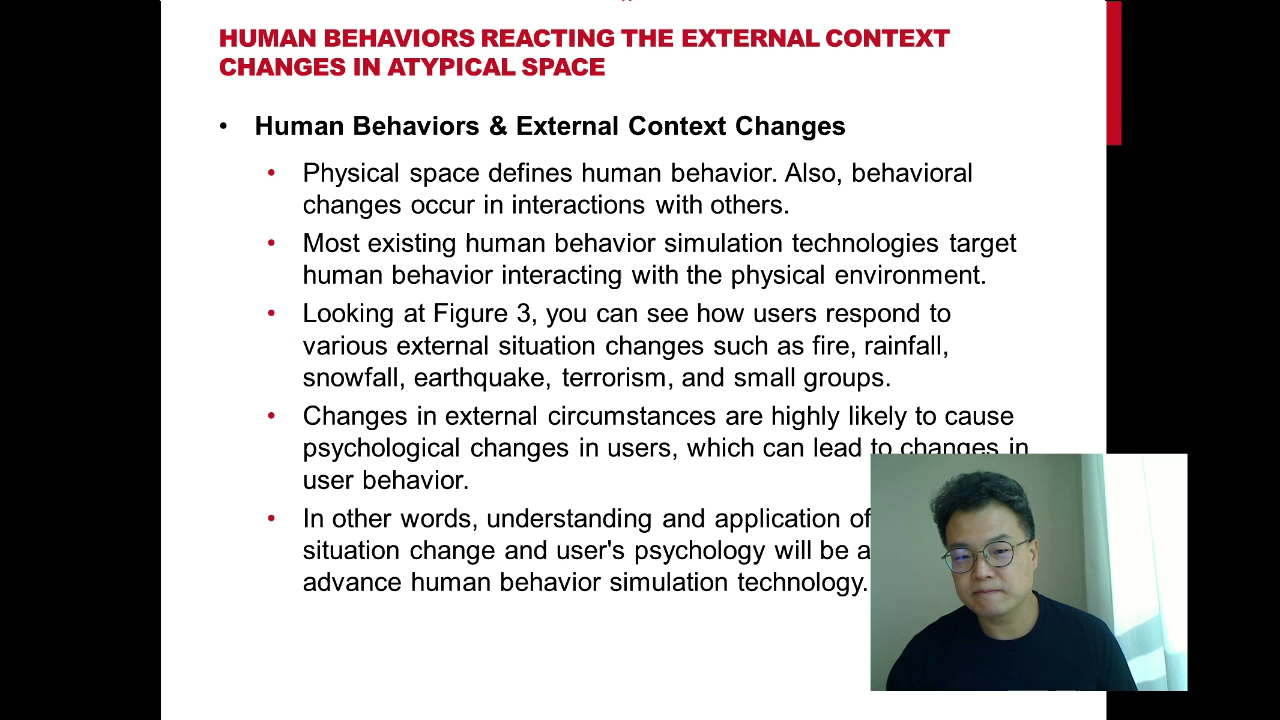 HUMAN BEHAVIORS REACTING THE EXTERNAL CONTEXT
CHANGES IN ATYPICAL SPACE
• Human Behaviors & External Context Changes
• Physical space defines human behavior. Also, behavioral
changes occur in interactions with others.
• Most existing human behavior simulation technologies target
human behavior interacting with the physical environment.
• Looking at Figure 3, you can see how users respond to
various external situation changes such as fire, rainfall,
snowfall, earthquake, terrorism, and small groups.
• Changes in external circumstances are highly likely to cause
psychological changes in users, which can lead to changes in
user behavior.
• In other words, understanding and application of
situation change and user's psychology will be a
advance human behavior simulation technology.